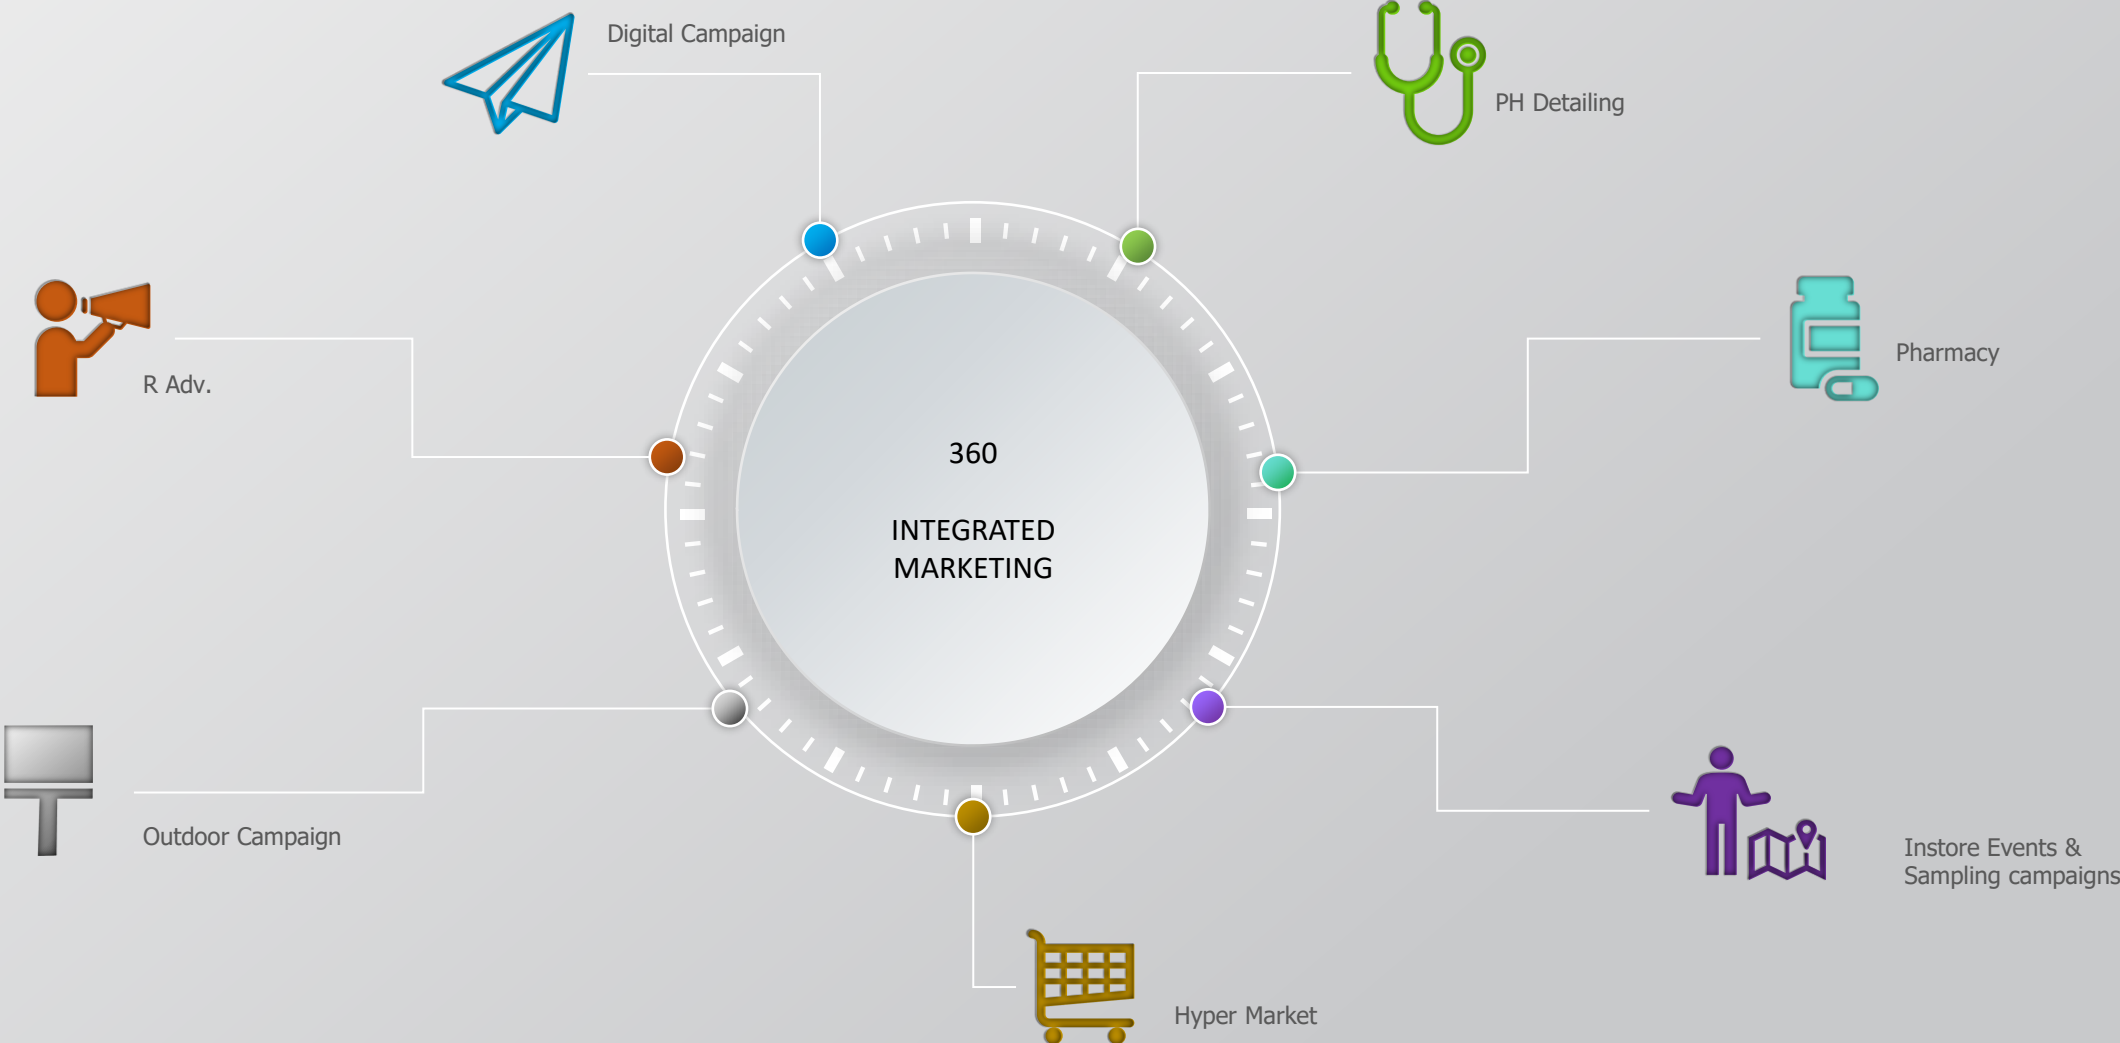 Digital Campaign
PH Detailing
R Adv.
Pharmacy
360
INTEGRATED
MARKETING
Outdoor Campaign
Instore Events &
Sampling campaigns
Hyper Market